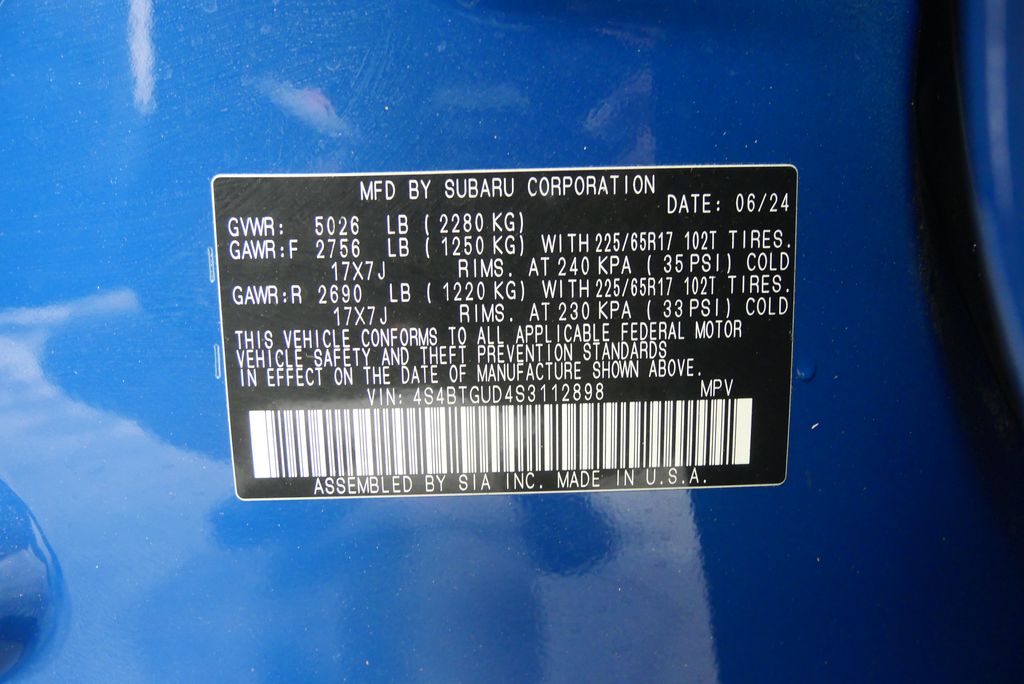 MFD BY SUBARU CORPORATION
DATE: 06/24
GVWR: 5026 LB ( 2280 KG)
GAWR:F 2756 LB ( 1250 KG) WITH 225/65R17 102T TIRES.
17X7J RIMS. AT 240 KPA ( 35 PSI) COLD
GAWR:R 2690 LB ( 1220 KG) WITH 225/65R17 102T TIRES.
17X7J RIMS. AT 230 KPA ( 33 PSI) COLD
THIS VEHICLE CONFORMS TO ALL APPLICABLE FEDERAL MOTOR
VEHICLE SAFETY AND THEFT PREVENTION STANDARDS
IN EFFECT ON THE DATE OF MANUFACTURE SHOWN ABOVE.
VIN: 4S4BTGUD4S3112898 MPV
ASSEMBLED BY SIA INC. MADE IN U.S.A.